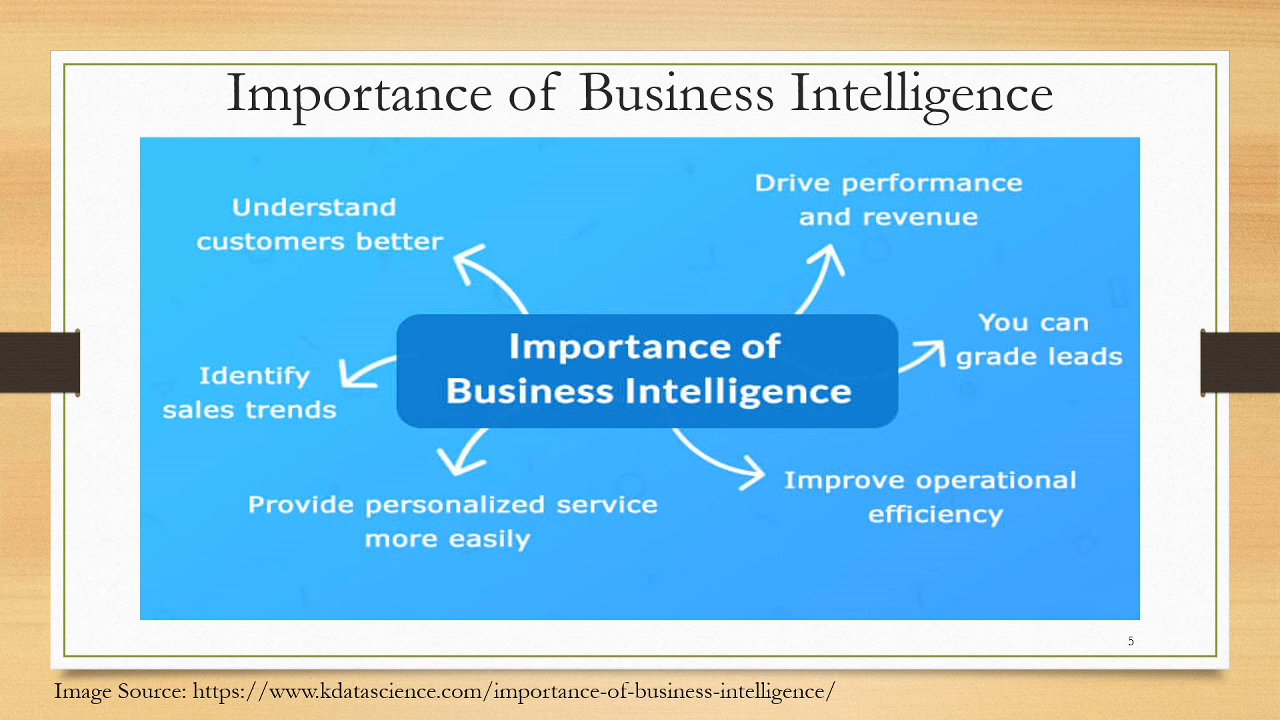 Importance of Business Intelligence
Understand
customers better
Drive performance
and revenue
You can
grade leads
Importance of
Business Intelligence
Identify
sales trends
Improve operational
efficiency
Provide personalized service
more easily
5
Image Source: https://www.kdatascience.com/importance-of-business-intelligence/